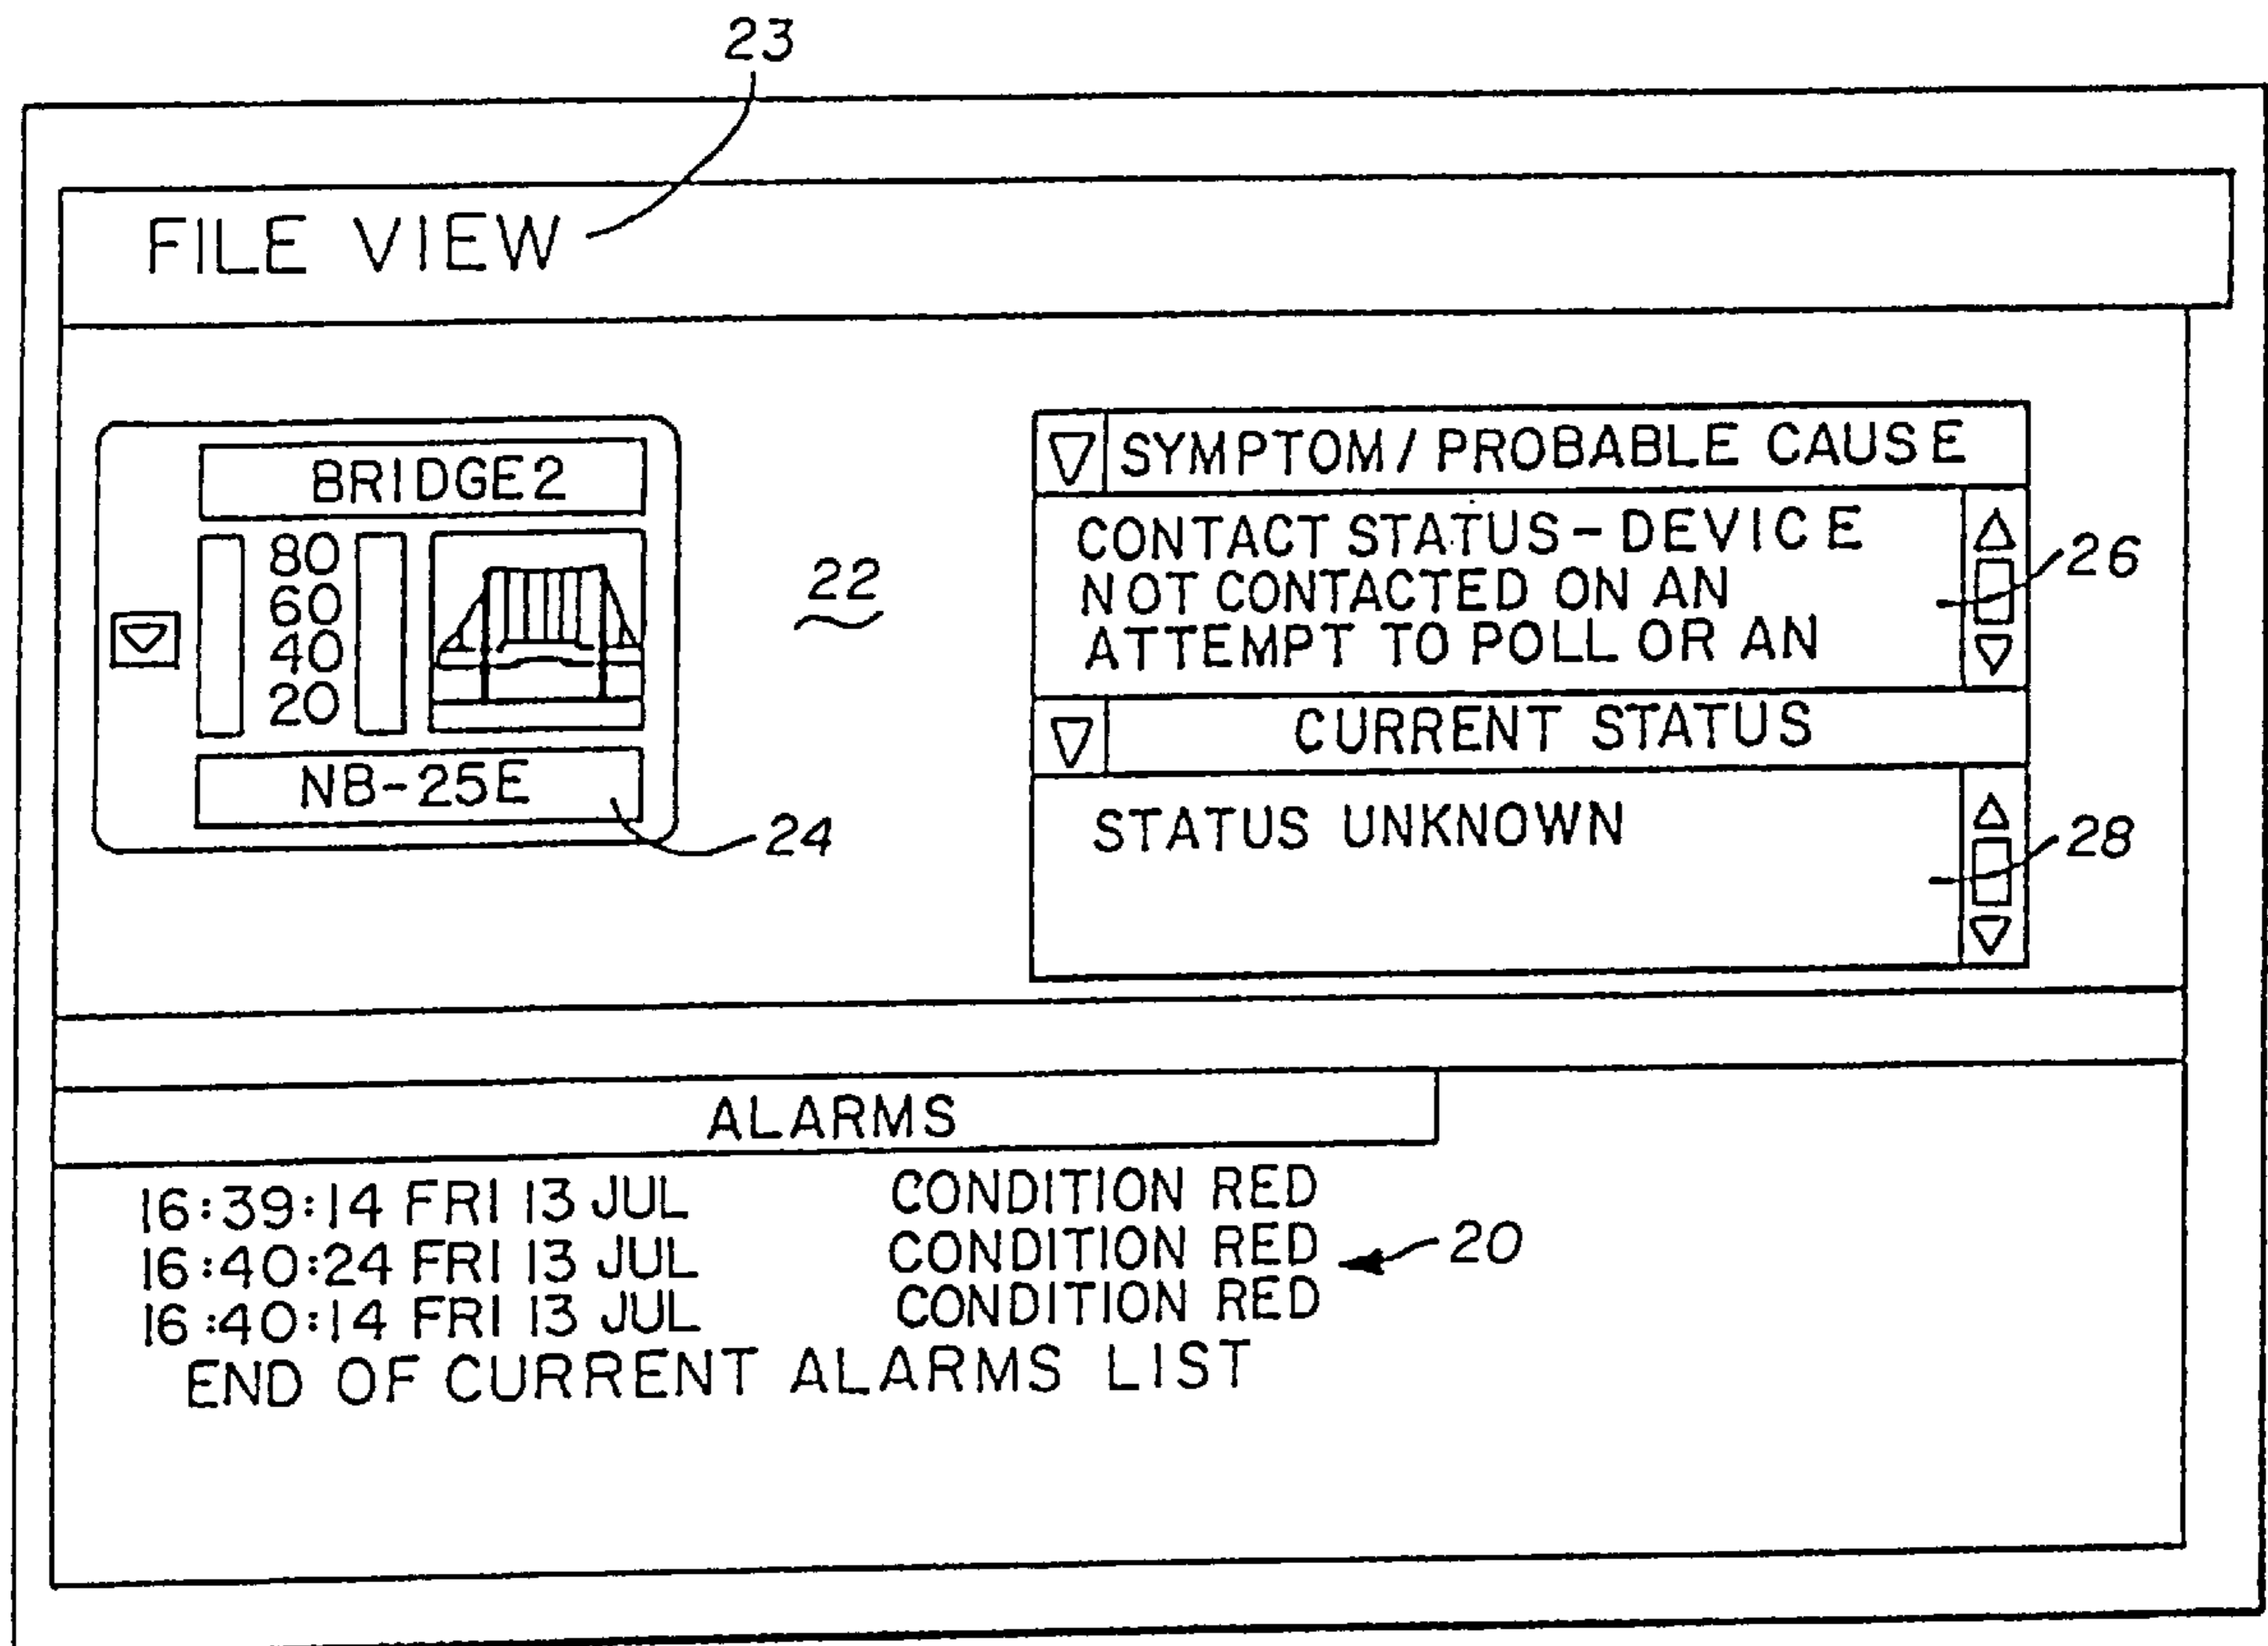 23
FILE VIEW
BRIDGE2
80
60
40
20
NB-25E
24
22
SYMPTOM/PROBABLE CAUSE
CONTACT STATUS-DEVICE
NOT CONTACTED ON AN
ATTEMPT TO POLL OR AN
26
CURRENT STATUS
STATUS UNKNOWN
28
ALARMS
16:39:14 FRI 13 JUL CONDITION RED
16:40:24 FRI 13 JUL CONDITION RED
16:40:14 FRI 13 JUL CONDITION RED
20
END OF CURRENT ALARMS LIST